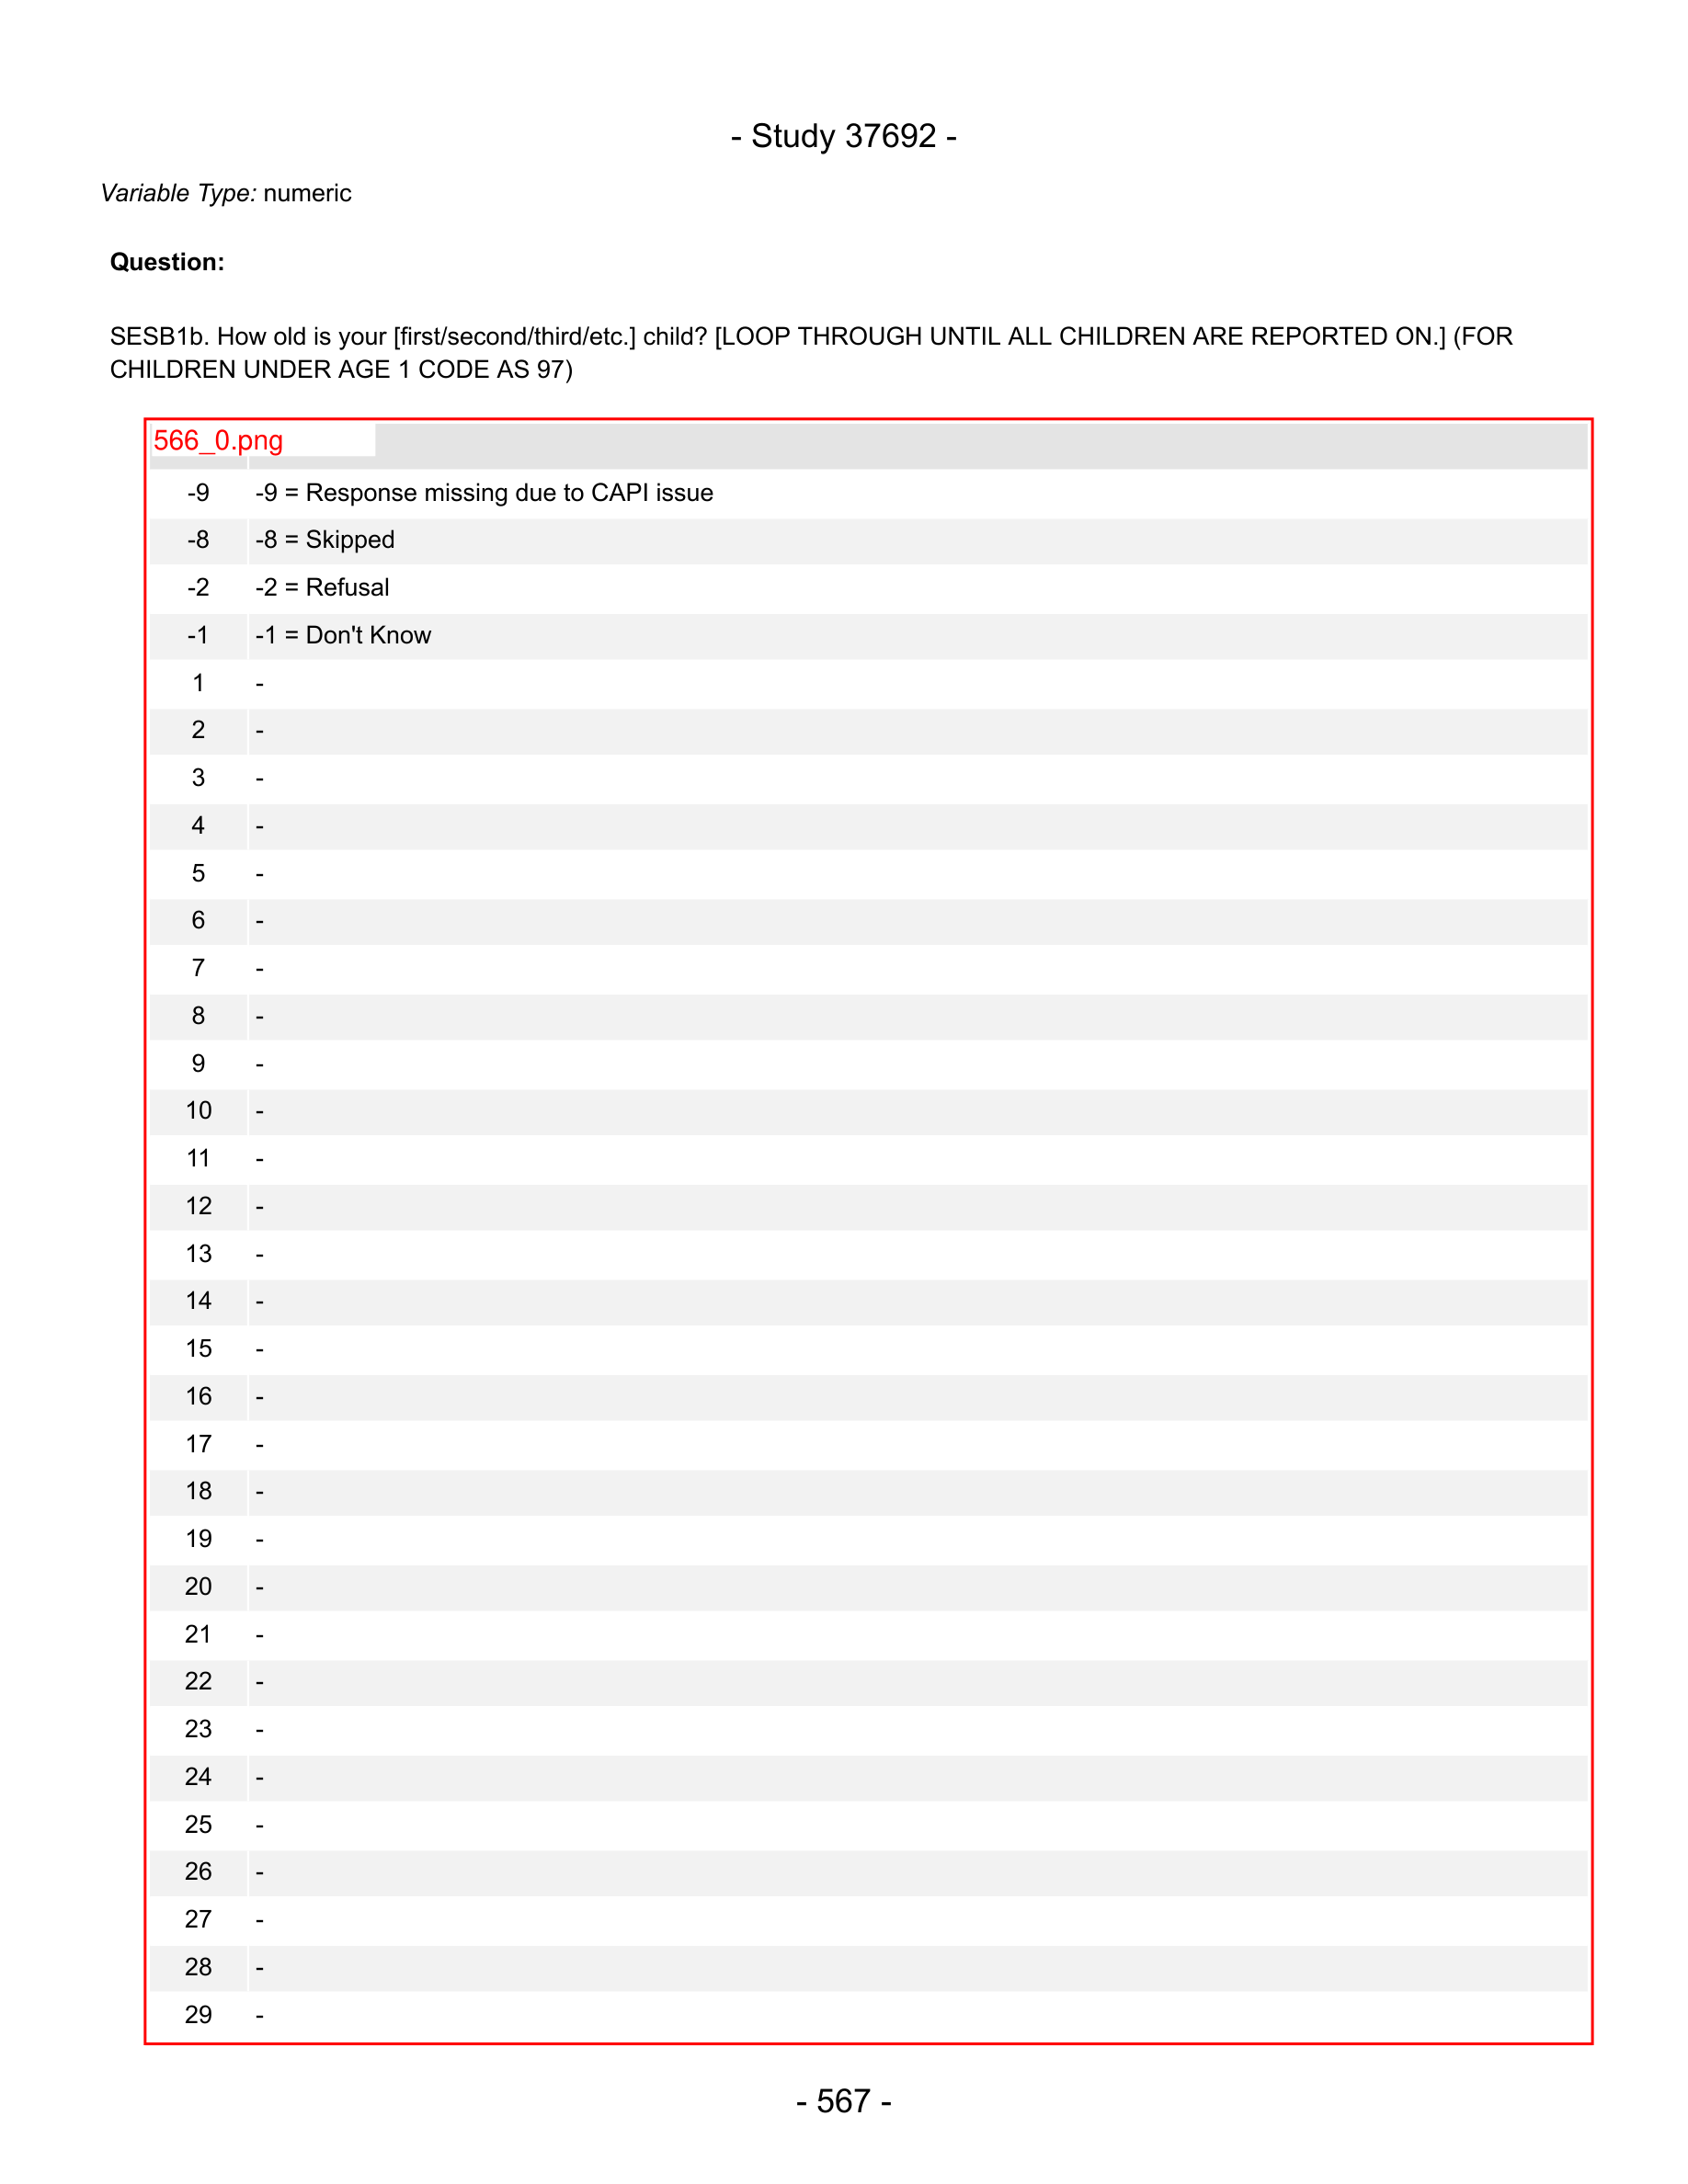 - Study 37692 -
Variable Type: numeric
Question:
SESB1b. How old is your [first/second/third/etc.] child? [LOOP THROUGH UNTIL ALL CHILDREN ARE REPORTED ON.] (FOR
CHILDREN UNDER AGE 1 CODE AS 97)
566_0.png
-9 -9 = Response missing due to CAPI issue
-8 -8 = Skipped
-2 -2 = Refusal
-1 -1 = Don't Know
1 -
2 -
3 -
4 -
5 -
6 -
7 -
8 -
9 -
10 -
11 -
12 -
13 -
14 -
15 -
16 -
17 -
18 -
19 -
20 -
21 -
22 -
23 -
24 -
25 -
26 -
27 -
28 -
29 -
- 567 -